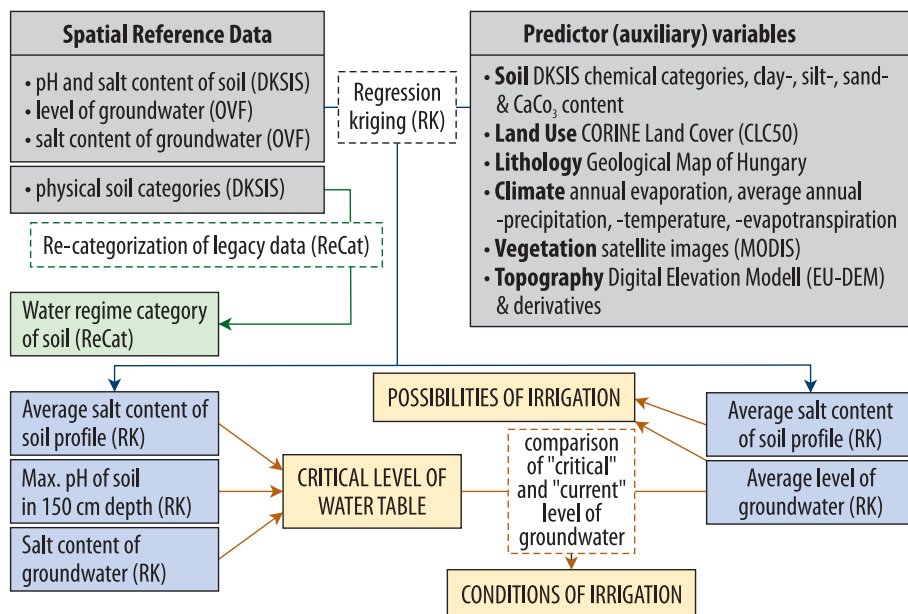 Spatial Reference Data
• pH and salt content of soil (DKSIS)
• level of groundwater (OVF)
• salt content of groundwater (OVF)
• physical soil categories (DKSIS)
Regression
kriging (RK)
Predictor (auxiliary) variables
• Soil DKSIS chemical categories, clay-, silt-, sand-
& CaCo₃ content
• Land Use CORINE Land Cover (CLC50)
• Lithology Geological Map of Hungary
• Climate annual evaporation, average annual
-precipitation, -temperature, -evapotranspiration
• Vegetation satellite images (MODIS)
• Topography Digital Elevation Modell (EU-DEM)
& derivatives
Re-categorization of legacy data (ReCat)
Water regime category
of soil (ReCat)
Average salt content of
soil profile (RK)
Max. pH of soil
in 150 cm depth (RK)
Salt content of
groundwater (RK)
CRITICAL LEVEL OF
WATER TABLE
POSSIBILITIES OF IRRIGATION
comparison
of "critical"
and "current"
level of
groundwater
Average salt content
of soil profile (RK)
Average level of
groundwater (RK)
CONDITIONS OF IRRIGATION